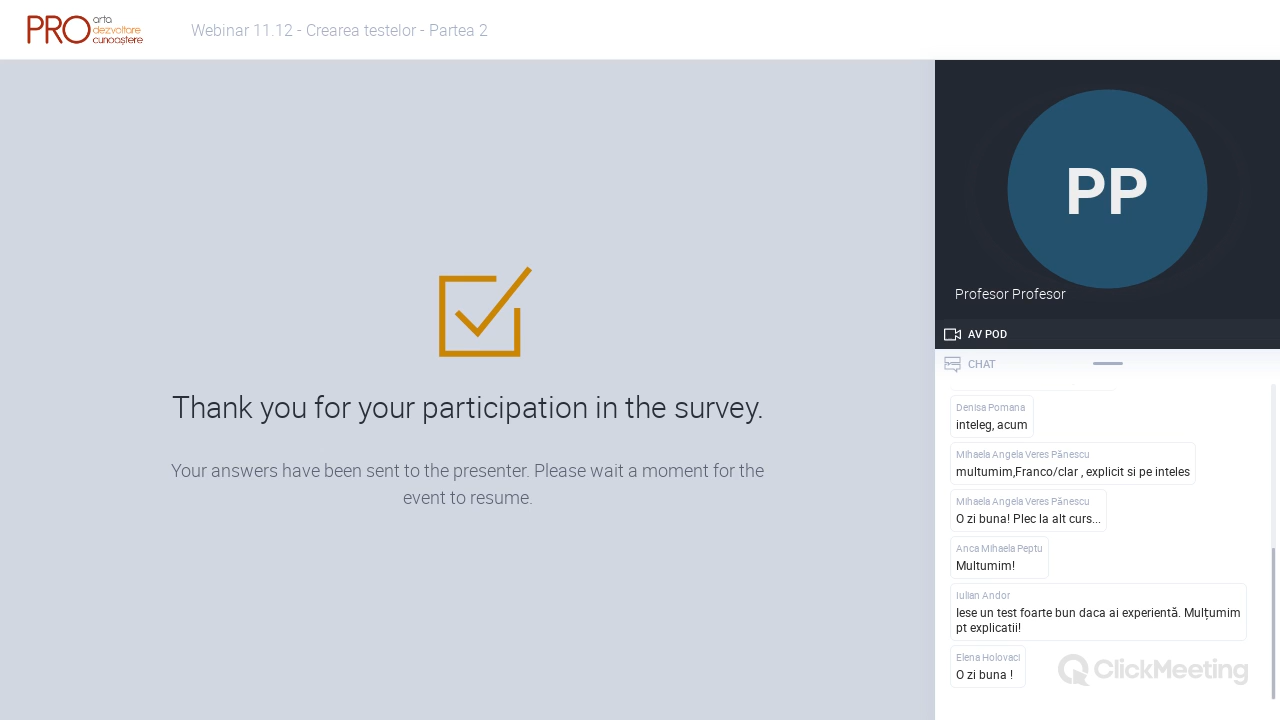 PRO arta
dezvoltare
cunoaștere
Webinar 11.12 - Crearea testelor - Partea 2
Thank you for your participation in the survey.
Your answers have been sent to the presenter. Please wait a moment for the
event to resume.
PP
Profesor Profesor
AV POD
CHAT
Denisa Pomana
inteleg, acum
Mihaela Angela Veres Pănescu
multumim,Franco/clar , explicit si pe inteles
Mihaela Angela Veres Pănescu
O zi buna! Plec la alt curs...
Anca Mihaela Peptu
Multumim!
Iulian Andor
Iese un test foarte bun daca ai experientă. Mulțumim
pt explicatii!
Elena Holovaci
O zi buna !
ClickMeeting